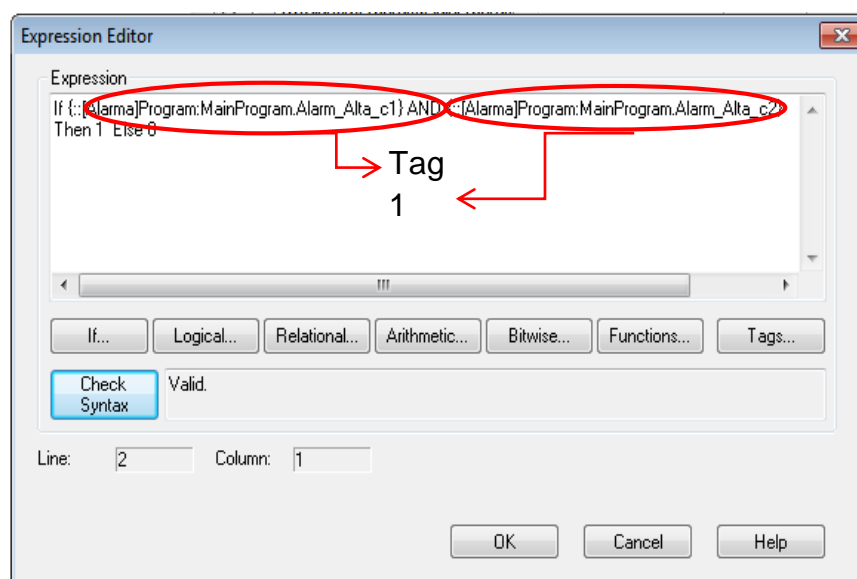 Expression Editor
Expression
If {::[Alarma]Program:MainProgram.Alarm_Alta_c1} AND {::[Alarma]Program:MainProgram.Alarm_Alta_c2}
Then 1 Else 0
Tag
1
If... Logical... Relational... Arithmetic... Bitwise... Functions... Tags...
Check Syntax
Valid.
Line: 2 Column: 1
OK Cancel Help